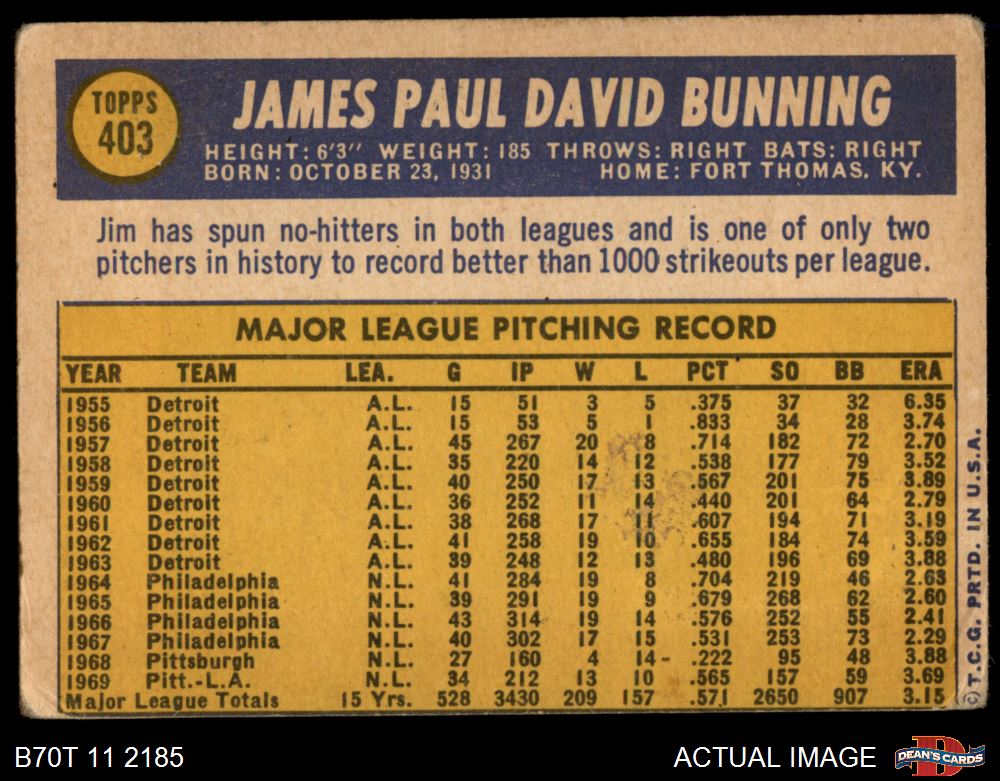 TOPPS
403
JAMES PAUL DAVID BUNNING
HEIGHT: 6'3" WEIGHT: 185 THROWS: RIGHT BATS: RIGHT
BORN: OCTOBER 23, 1931 HOME: FORT THOMAS, KY.
Jim has spun no-hitters in both leagues and is one of only two
pitchers in history to record better than 1000 strikeouts per league.
MAJOR LEAGUE PITCHING RECORD
YEAR TEAM LEA. G IP W L PCT SO BB ERA
1955 Detroit A.L. 15 51 3 5 .375 37 32 6.35
1956 Detroit A.L. 15 53 5 1 .833 34 28 3.74
1957 Detroit A.L. 45 267 20 8 .714 182 72 2.70
1958 Detroit A.L. 35 220 14 12 .538 177 79 3.52
1959 Detroit A.L. 40 250 17 13 .567 201 75 3.89
1960 Detroit A.L. 36 252 11 14 .440 201 64 2.79
1961 Detroit A.L. 38 268 17 11 .607 194 71 3.19
1962 Detroit A.L. 41 258 19 10 .655 184 74 3.59
1963 Detroit A.L. 39 248 12 13 .480 196 69 3.88
1964 Philadelphia N.L. 41 284 19 8 .704 219 46 2.63
1965 Philadelphia N.L. 39 291 19 9 .679 268 62 2.60
1966 Philadelphia N.L. 43 314 19 14 .576 252 55 2.41
1967 Philadelphia N.L. 40 302 17 15 .531 253 73 2.29
1968 Pittsburgh N.L. 27 160 4 14 .222 95 48 3.88
1969 Pitt.-L.A. N.L. 34 212 13 10 .565 157 59 3.69
Major League Totals 15 Yrs. 528 3430 209 157 .571 2650 907 3.15
© T.C.G. PRTD. IN U.S.A.
B70T 11 2185
ACTUAL IMAGE
DEAN'S CARDS